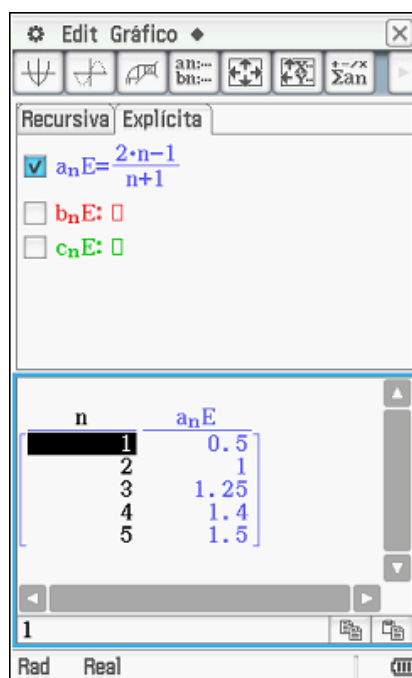 Edit Gráfico
an:… bn:… Σan
Recursiva Explícita
aₙE=2·n−1/n+1
bₙE: □
cₙE: □
n aₙE
1 0.5
2 1
3 1.25
4 1.4
5 1.5
1
Rad Real